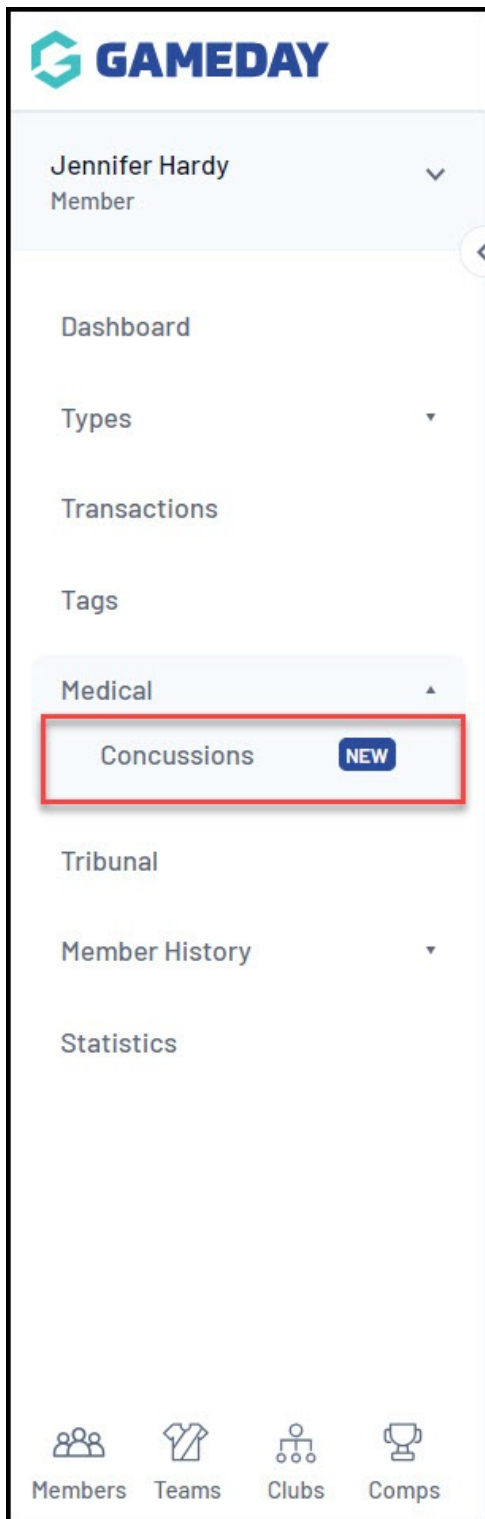 GAMEDAY
Jennifer Hardy
Member
Dashboard
Types
Transactions
Tags
Medical
Concussions NEW
Tribunal
Member History
Statistics
Members Teams Clubs Comps